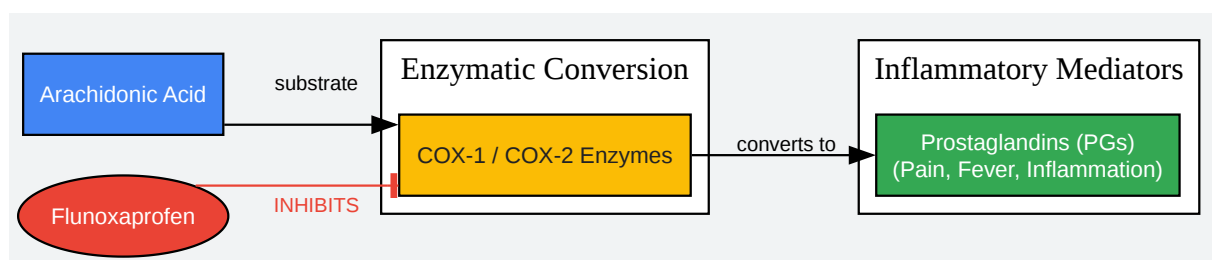 Arachidonic Acid
substrate
Enzymatic Conversion
COX-1 / COX-2 Enzymes
Flunoxaprofen
INHIBITS
converts to
Inflammatory Mediators
Prostaglandins (PGs)
(Pain, Fever, Inflammation)